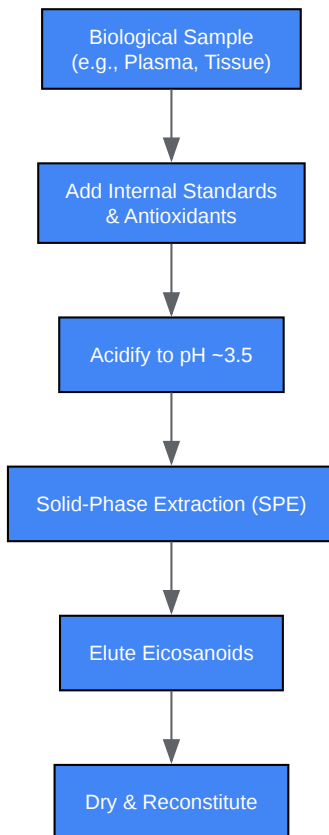 Biological Sample
(e.g., Plasma, Tissue)
Add Internal Standards
& Antioxidants
Acidify to pH ~3.5
Solid-Phase Extraction (SPE)
Elute Eicosanoids
Dry & Reconstitute